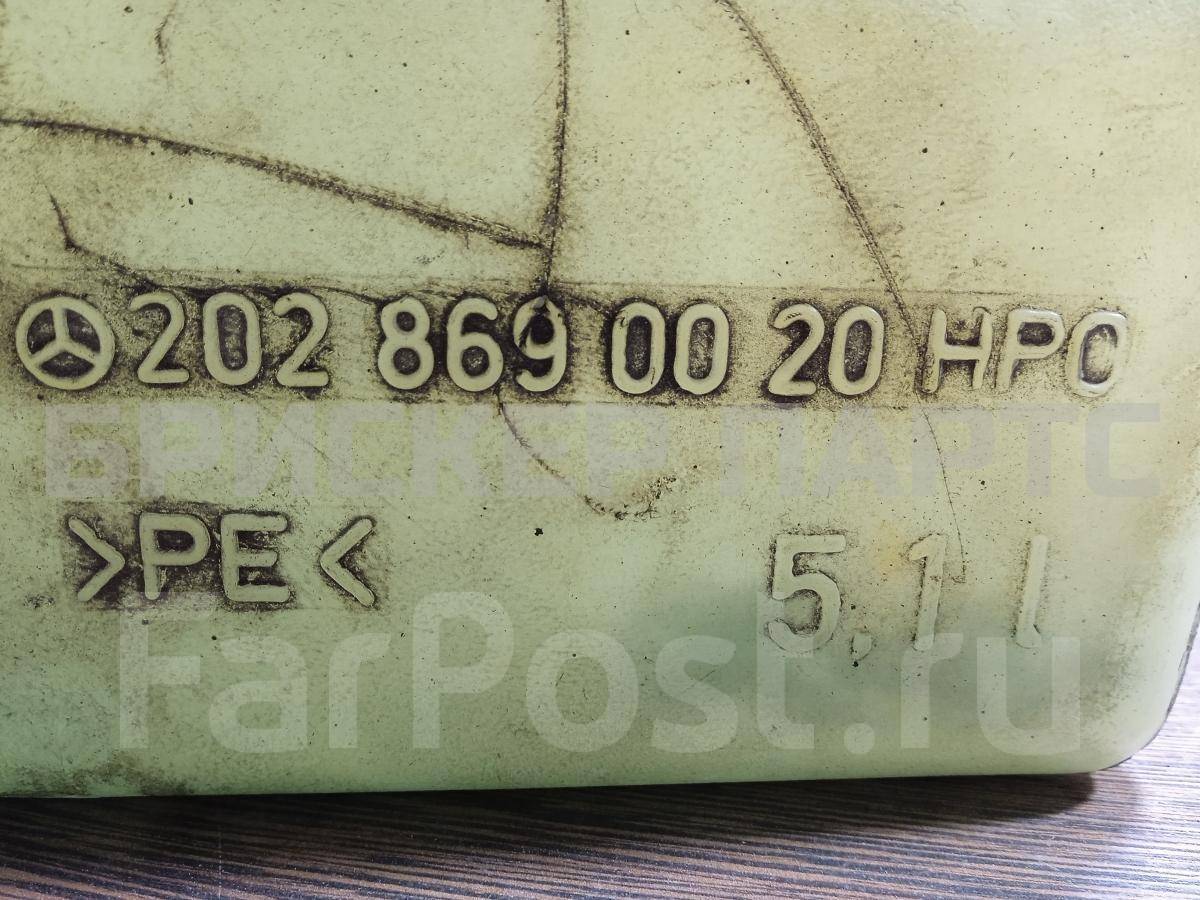 202 869 00 20 HPO
БРИСКЕР ПАРТС
>PE<
5,1 l
FarPost.ru